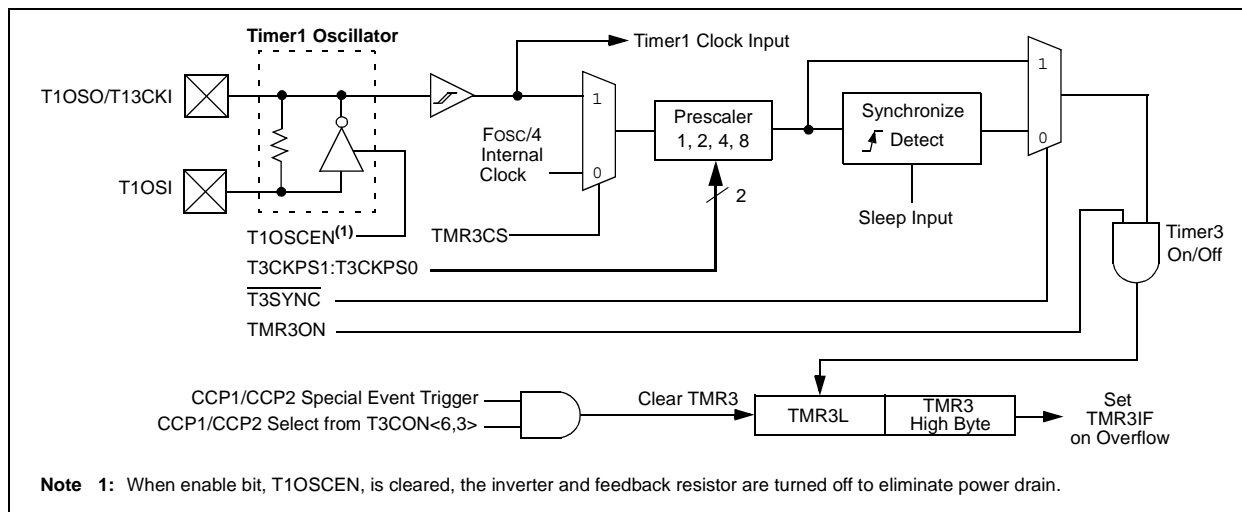 Timer1 Oscillator
Timer1 Clock Input
T1OSO/T13CKI
1
1
FOSC/4
Internal
Clock
0
Prescaler
1, 2, 4, 8
Synchronize
Detect
0
T1OSI
2
Sleep Input
T1OSCEN(1)
TMR3CS
Timer3
On/Off
T3CKPS1:T3CKPS0
T3SYNC
TMR3ON
CCP1/CCP2 Special Event Trigger
CCP1/CCP2 Select from T3CON<6,3>
Clear TMR3
TMR3L
TMR3
High Byte
Set
TMR3IF
on Overflow
Note 1: When enable bit, T1OSCEN, is cleared, the inverter and feedback resistor are turned off to eliminate power drain.